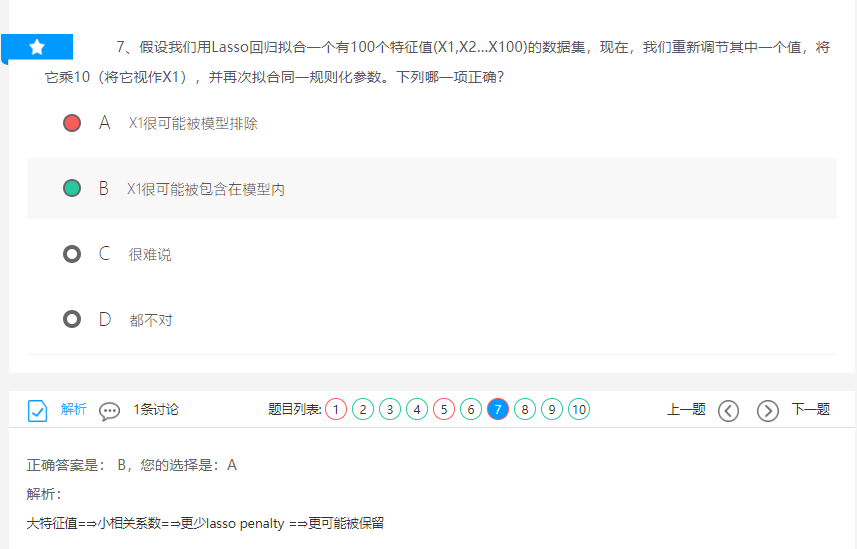 7、假设我们用Lasso回归拟合一个有100个特征值(X1,X2...X100)的数据集，现在，我们重新调节其中一个值，将
它乘10（将它视作X1），并再次拟合同一规则化参数。下列哪一项正确？
A X1很可能被模型排除
B X1很可能被包含在模型内
C 很难说
D 都不对
解析 1条讨论 题目列表: 1 2 3 4 5 6 7 8 9 10 上一题 下一题
正确答案是： B，您的选择是：A
解析：
大特征值==⇒小相关系数==⇒更少lasso penalty ==⇒更可能被保留